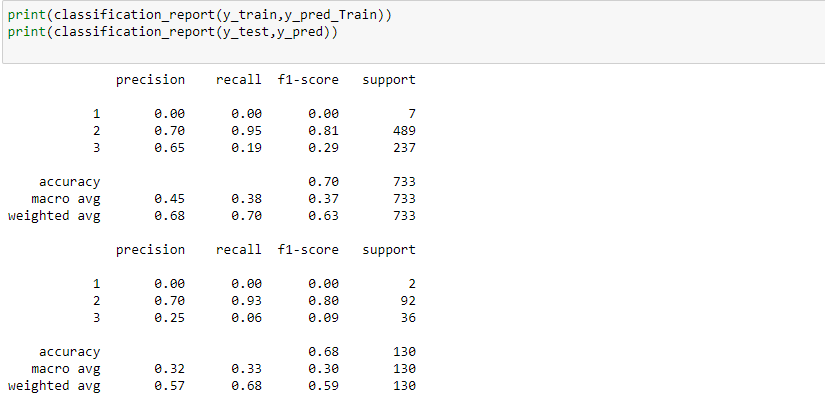 print(classification_report(y_train,y_pred_Train))
print(classification_report(y_test,y_pred))
precision recall f1-score support
1 0.00 0.00 0.00 7
2 0.70 0.95 0.81 489
3 0.65 0.19 0.29 237
accuracy 0.70 733
macro avg 0.45 0.38 0.37 733
weighted avg 0.68 0.70 0.63 733
precision recall f1-score support
1 0.00 0.00 0.00 2
2 0.70 0.93 0.80 92
3 0.25 0.06 0.09 36
accuracy 0.68 130
macro avg 0.32 0.33 0.30 130
weighted avg 0.57 0.68 0.59 130